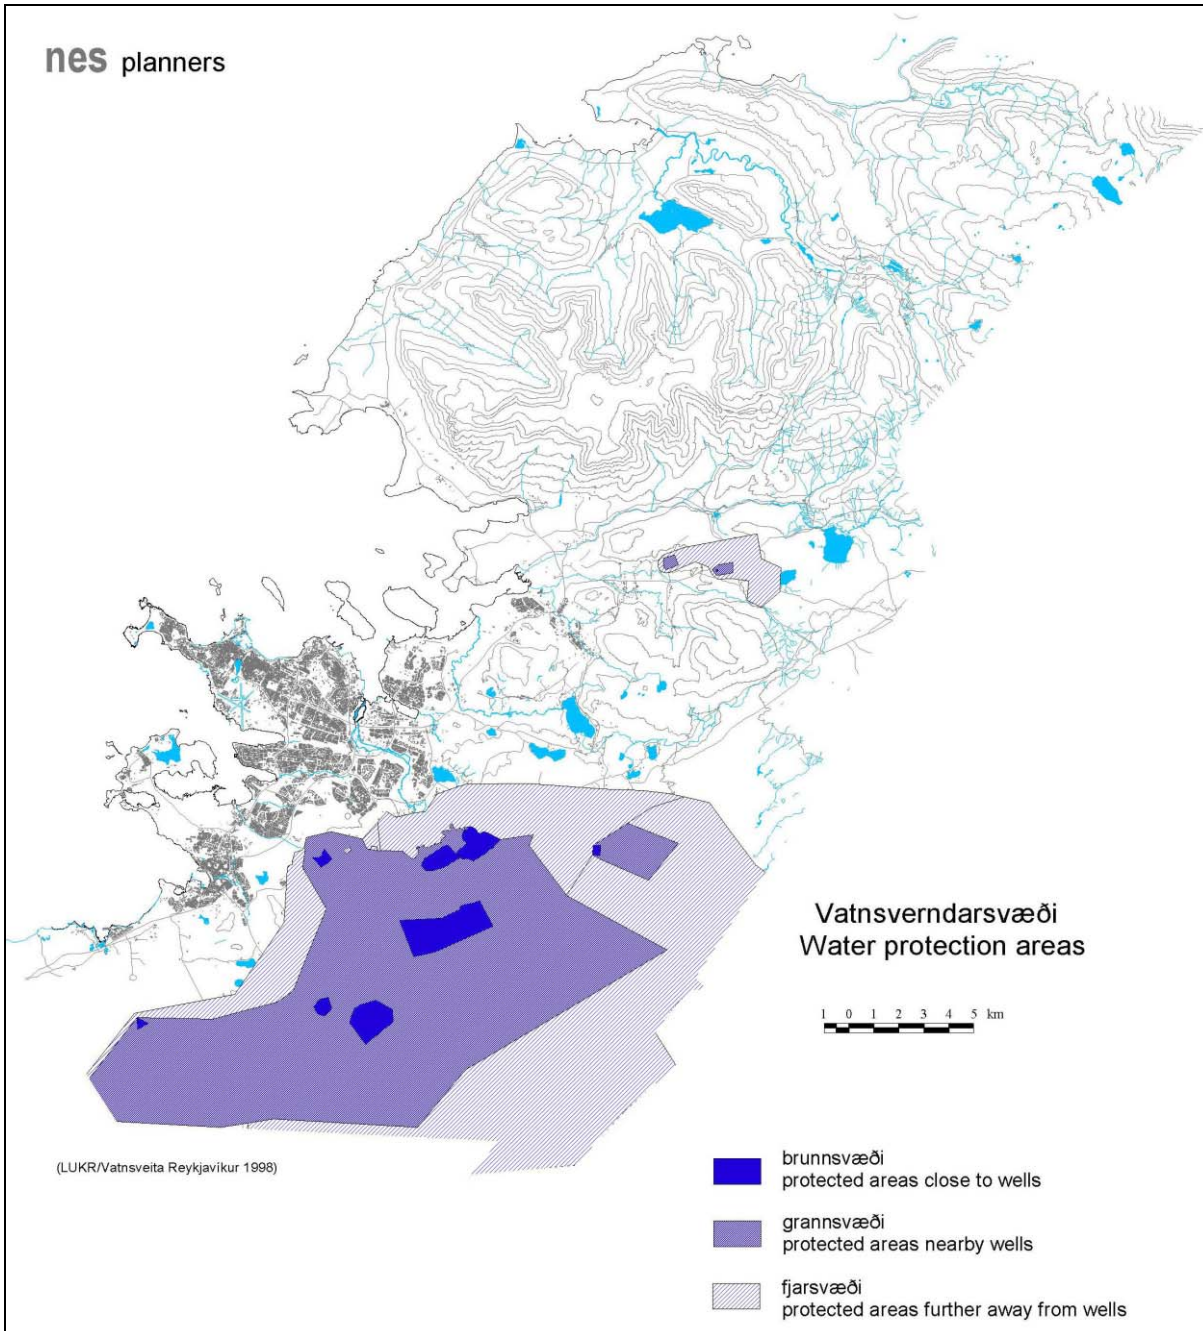 nes planners
Vatnsverndarsvæði
Water protection areas
1 0 1 2 3 4 5 km
(LUKR/Vatnsveita Reykjavíkur 1998)
brunnsvæði
protected areas close to wells
grannsvæði
protected areas nearby wells
fjarsvæði
protected areas further away from wells